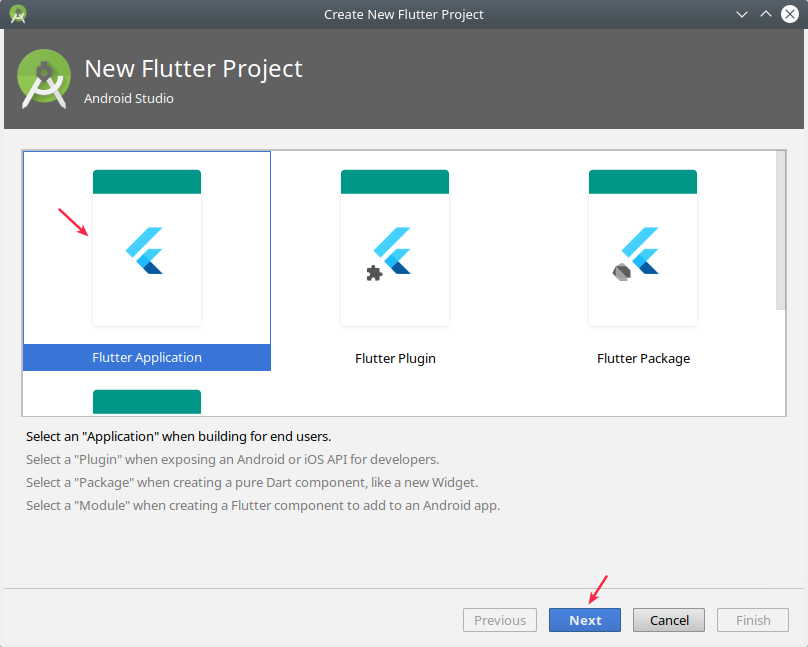 Create New Flutter Project
New Flutter Project
Android Studio
Flutter Application
Flutter Plugin
Flutter Package
Select an "Application" when building for end users.
Select a "Plugin" when exposing an Android or iOS API for developers.
Select a "Package" when creating a pure Dart component, like a new Widget.
Select a "Module" when creating a Flutter component to add to an Android app.
Previous Next Cancel Finish